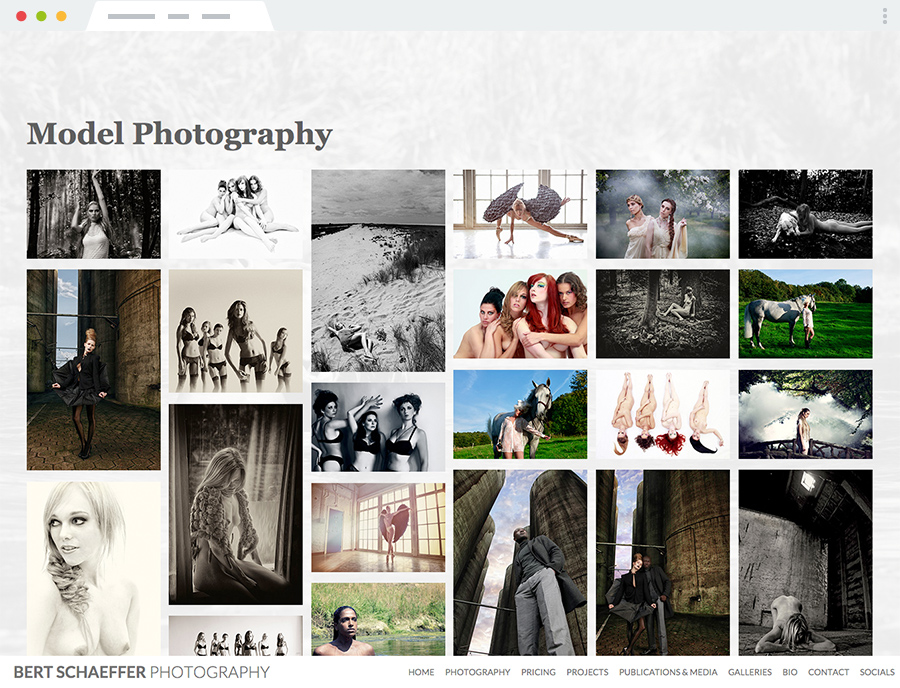 Model Photography
BERT SCHAEFFER PHOTOGRAPHY
HOME PHOTOGRAPHY PRICING PROJECTS PUBLICATIONS & MEDIA GALLERIES BIO CONTACT SOCIALS